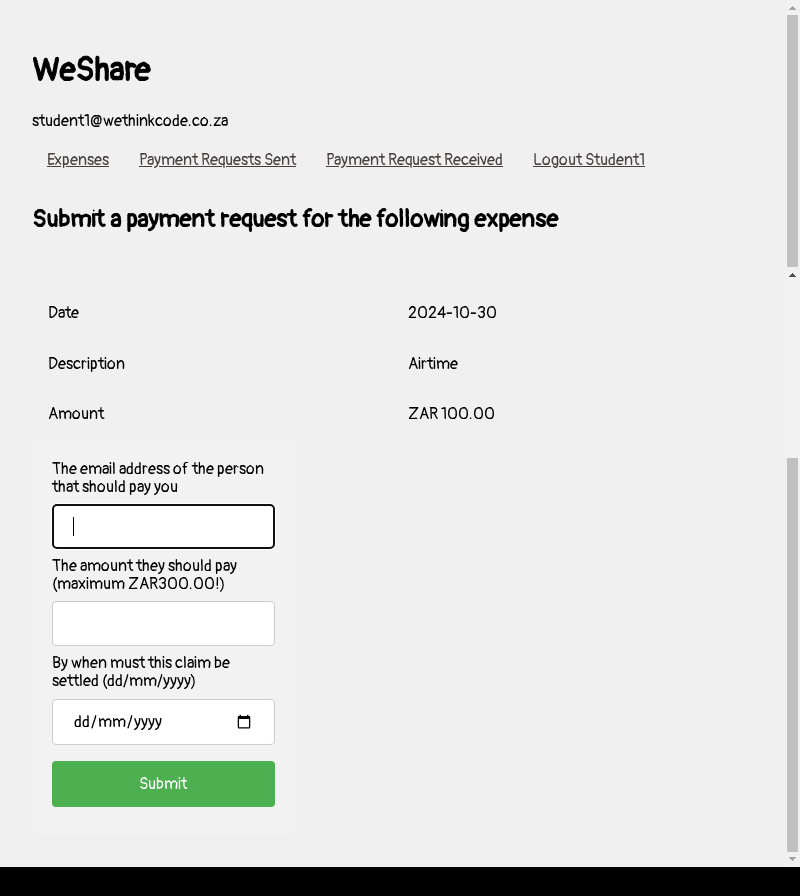 WeShare
student1@wethinkcode.co.za
Expenses Payment Requests Sent Payment Request Received Logout Student1
Submit a payment request for the following expense
Date 2024-10-30
Description Airtime
Amount ZAR 100.00
The email address of the person
that should pay you
The amount they should pay
(maximum ZAR300.00!)
By when must this claim be
settled (dd/mm/yyyy)
dd/mm/yyyy
Submit